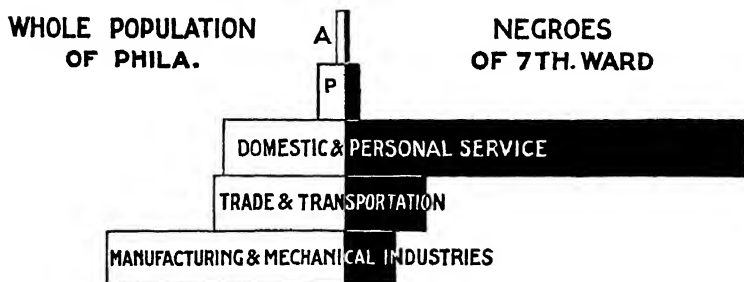 WHOLE POPULATION
OF PHILA.
NEGROES
OF 7TH. WARD
A
P
DOMESTIC & PERSONAL SERVICE
TRADE & TRANSPORTATION
MANUFACTURING & MECHANICAL INDUSTRIES